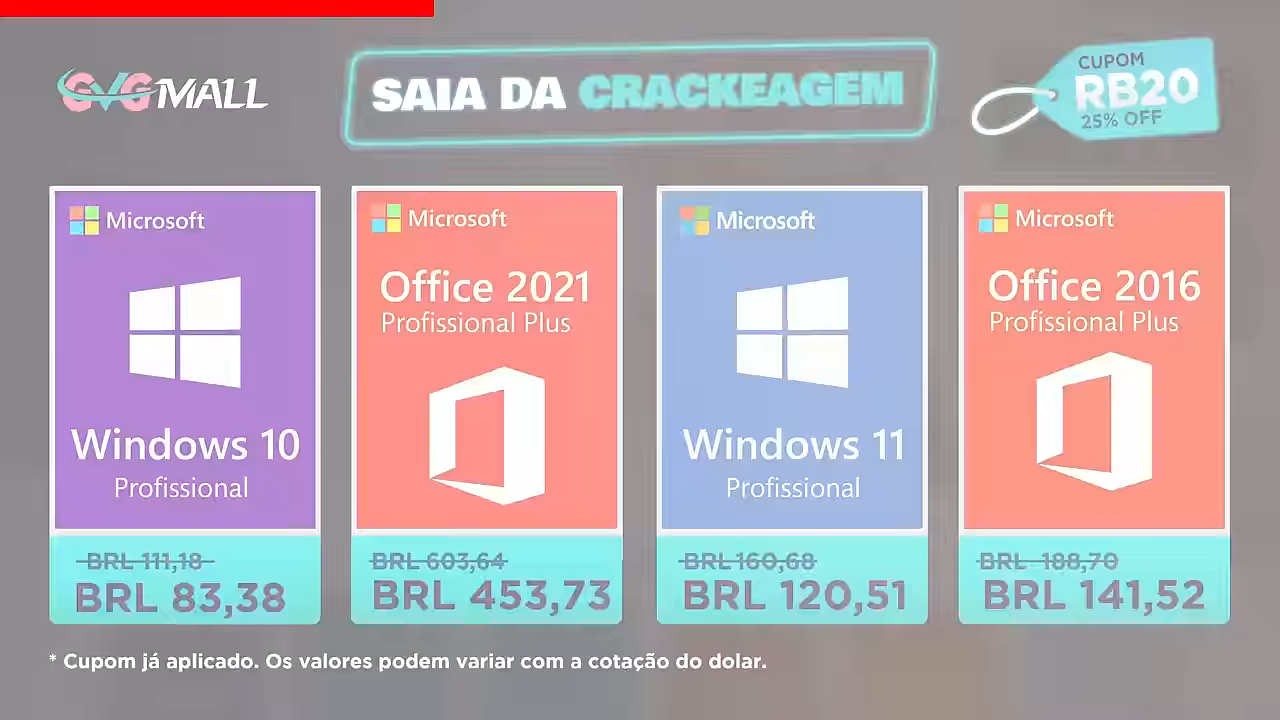 GVGMALL
SAIA DA CRACKEAGEM
CUPOM
RB20
25% OFF
Microsoft
Windows 10
Profissional
BRL 111,18
BRL 83,38
Microsoft
Office 2021
Profissional Plus
BRL 603,64
BRL 453,73
Microsoft
Windows 11
Profissional
BRL 160,68
BRL 120,51
Microsoft
Office 2016
Profissional Plus
BRL 188,70
BRL 141,52
* Cupom já aplicado. Os valores podem variar com a cotação do dolar.